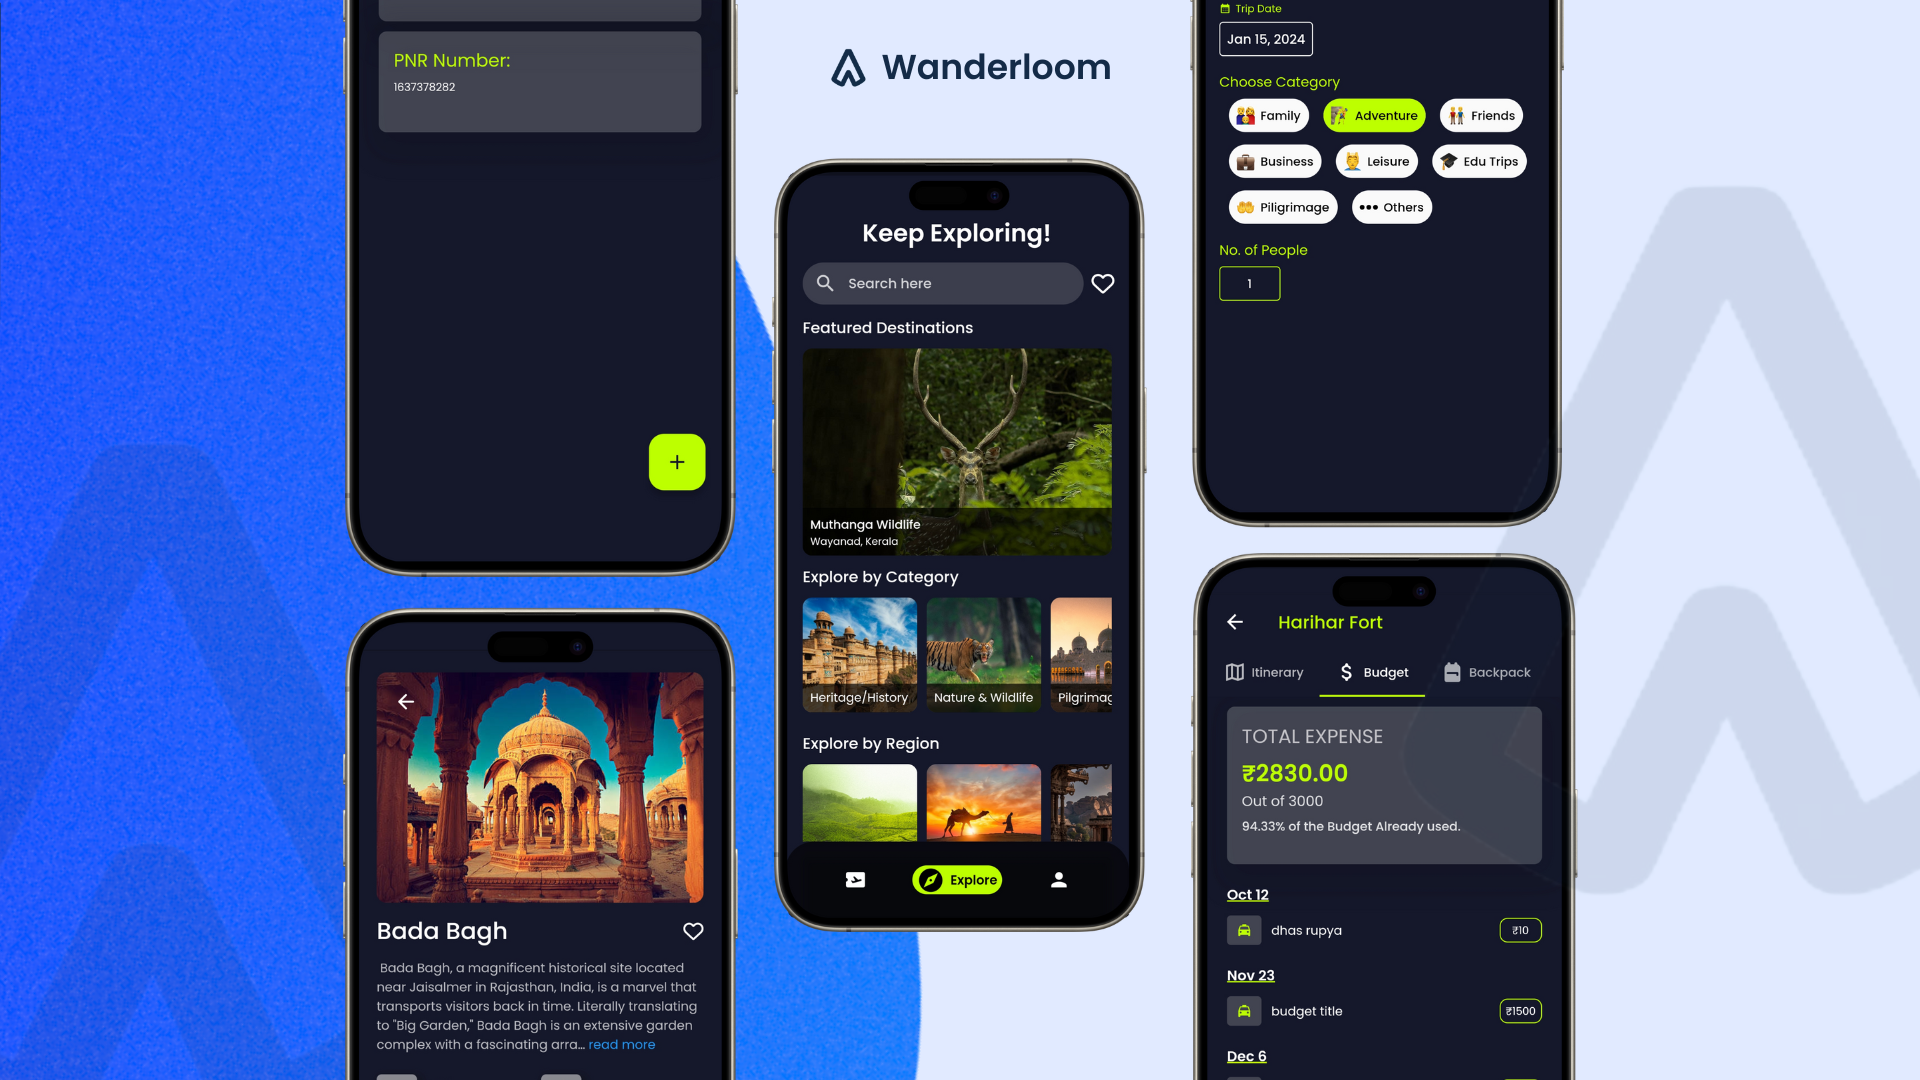 PNR Number:
1637378282
Bada Bagh
Bada Bagh, a magnificent historical site located
near Jaisalmer in Rajasthan, India, is a marvel that
transports visitors back in time. Literally translating
to "Big Garden," Bada Bagh is an extensive garden
complex with a fascinating arra... read more
Wanderloom
Keep Exploring!
Search here
Featured Destinations
Muthanga Wildlife
Wayanad, Kerala
Explore by Category
Heritage/History
Nature & Wildlife
Pilgrimag
Explore by Region
Explore
Trip Date
Jan 15, 2024
Choose Category
Family
Adventure
Friends
Business
Leisure
Edu Trips
Piligrimage
Others
No. of People
1
Harihar Fort
Itinerary
Budget
Backpack
TOTAL EXPENSE
₹2830.00
Out of 3000
94.33% of the Budget Already used.
Oct 12
dhas rupya
₹10
Nov 23
budget title
₹1500
Dec 6